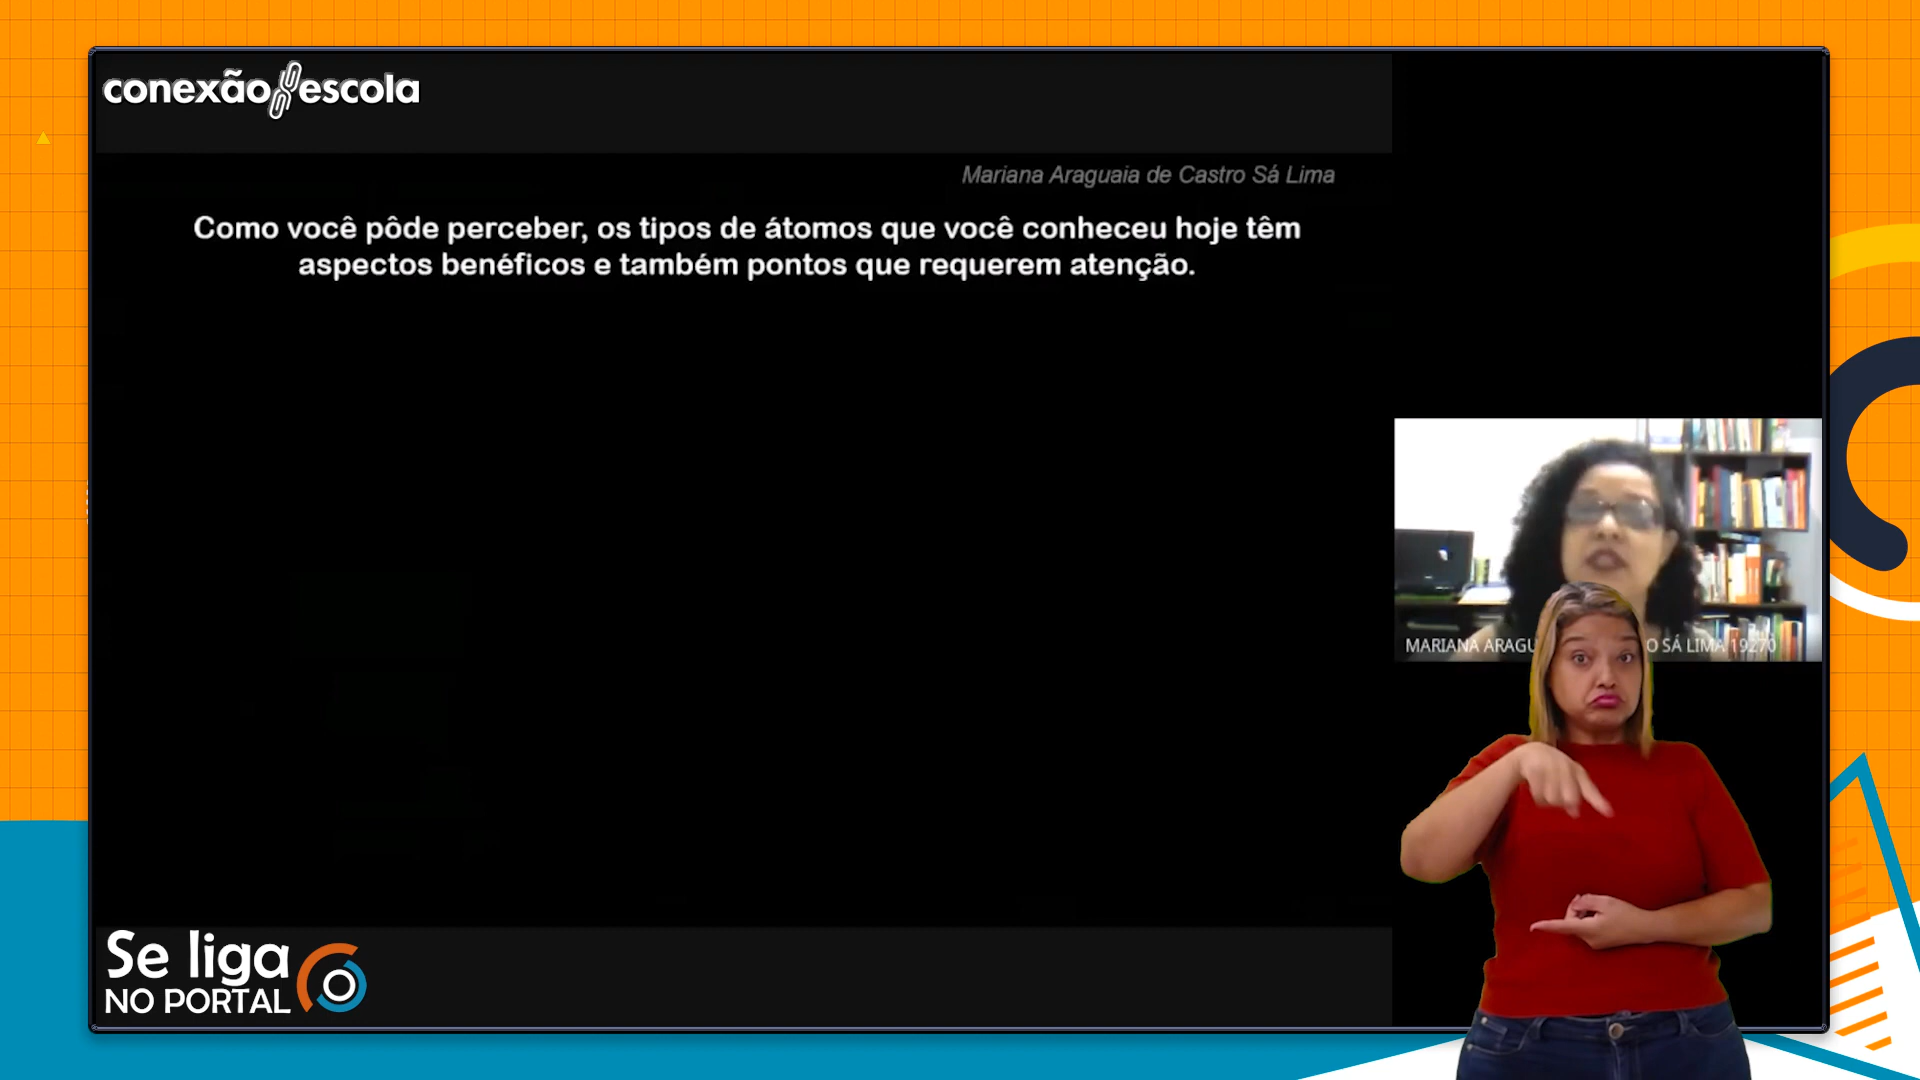 conexão escola
Mariana Araguaia de Castro Sá Lima
Como você pôde perceber, os tipos de átomos que você conheceu hoje têm
aspectos benéficos e também pontos que requerem atenção.
MARIANA ARAGU O SÁ LIMA 19270
Se liga
NO PORTAL